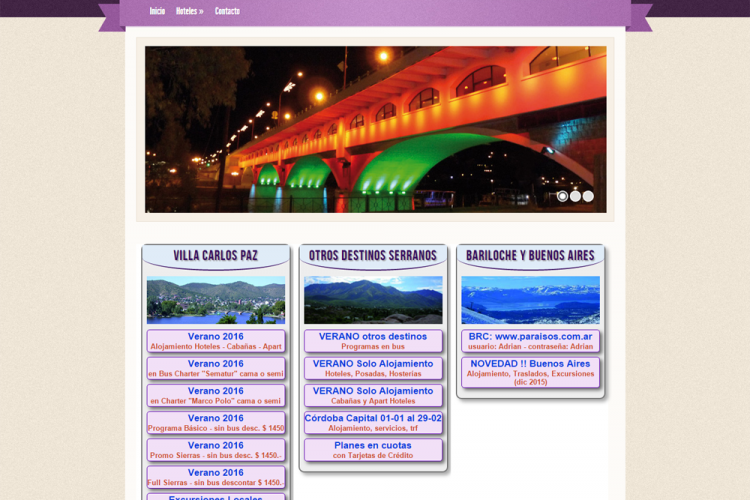 Inicio Hoteles » Contacto
VILLA CARLOS PAZ
Verano 2016
Alojamiento Hoteles - Cabañas - Apart
Verano 2016
en Bus Charter "Sernatur" cama o semi
Verano 2016
en Charter "Marco Polo" cama o semi
Verano 2016
Programa Básico - sin bus desc. $ 1450
Verano 2016
Promo Sierras - sin bus desc. $ 1450.-
Verano 2016
Full Sierras - sin bus descontar $ 1450.-
Excursiones Locales
OTROS DESTINOS SERRANOS
VERANO otros destinos
Programas en bus
VERANO Solo Alojamiento
Hoteles, Posadas, Hosterias
VERANO Solo Alojamiento
Cabañas y Apart Hoteles
Córdoba Capital 01-01 al 29-02
Alojamiento, servicios, trf
Planes en cuotas
con Tarjetas de Crédito
BARILOCHE Y BUENOS AIRES
BRC: www.paraisos.com.ar
usuario: Adrian - contraseña: Adrian
NOVEDAD !! Buenos Aires
Alojamiento, Traslados, Excursiones
(dic 2015)